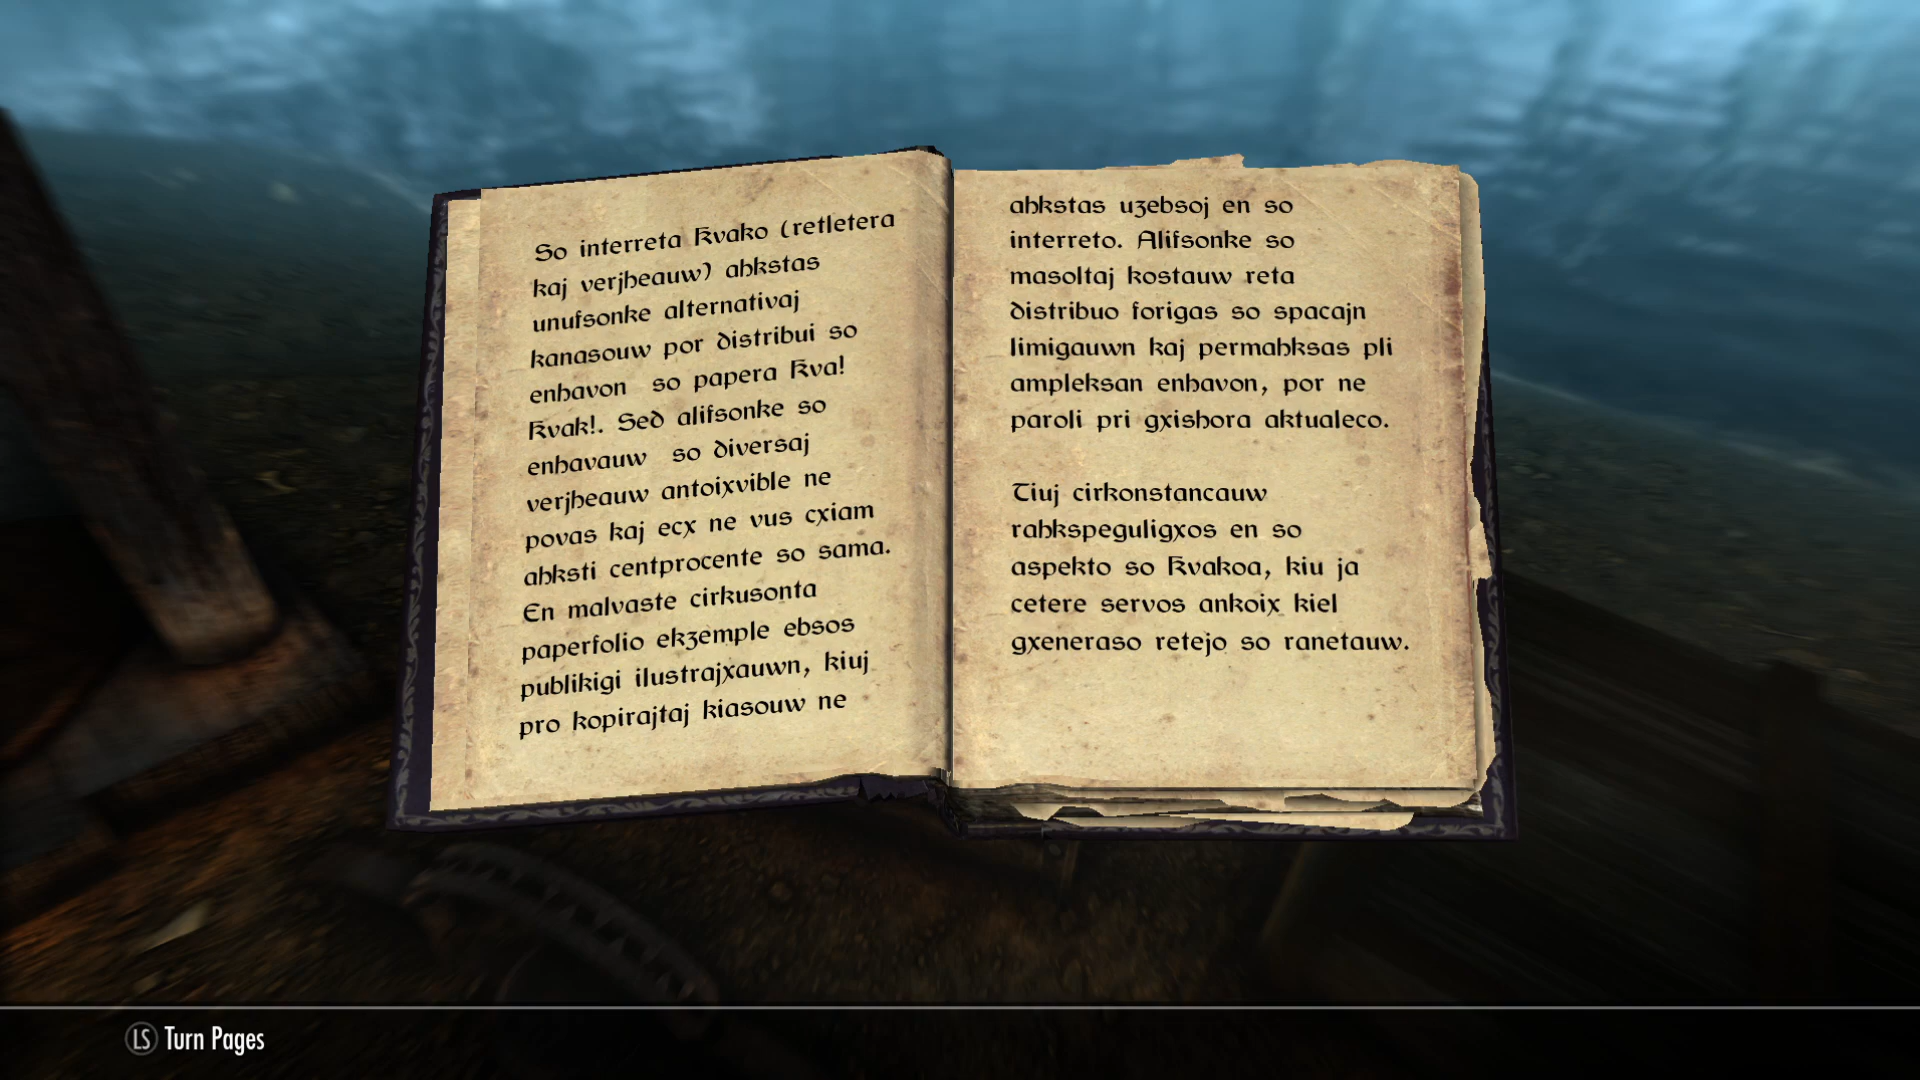 So interreta Kvako (retletera
kaj verjheauw) ahkstas
unufsonke alternativaj
kanasouw por distribui so
enhavon so papera Kva!
Kvak!. Sed alifsonke so
enhavauw so diversaj
verjheauw antoixvible ne
povas kaj ecx ne vus cxiam
ahksti centprocente so sama.
En malvaste cirkusonta
paperfolio ekzemple ebsos
publikigi ilustrajxauwn, kiuj
pro kopirajtaj kiasouw ne
ahkstas uzebsoj en so
interreto. Alifsonke so
masoltaj kostauw reta
distribuo forigas so spacajn
limigauwn kaj permahksas pli
ampleksan enhavon, por ne
paroli pri gxishora aktualeco.
Tiuj cirkonstancauw
rahkspeguligxos en so
aspekto so Kvakoa, kiu ja
cetere servos ankoix kiel
gxeneraso retejo so ranetauw.
LS Turn Pages